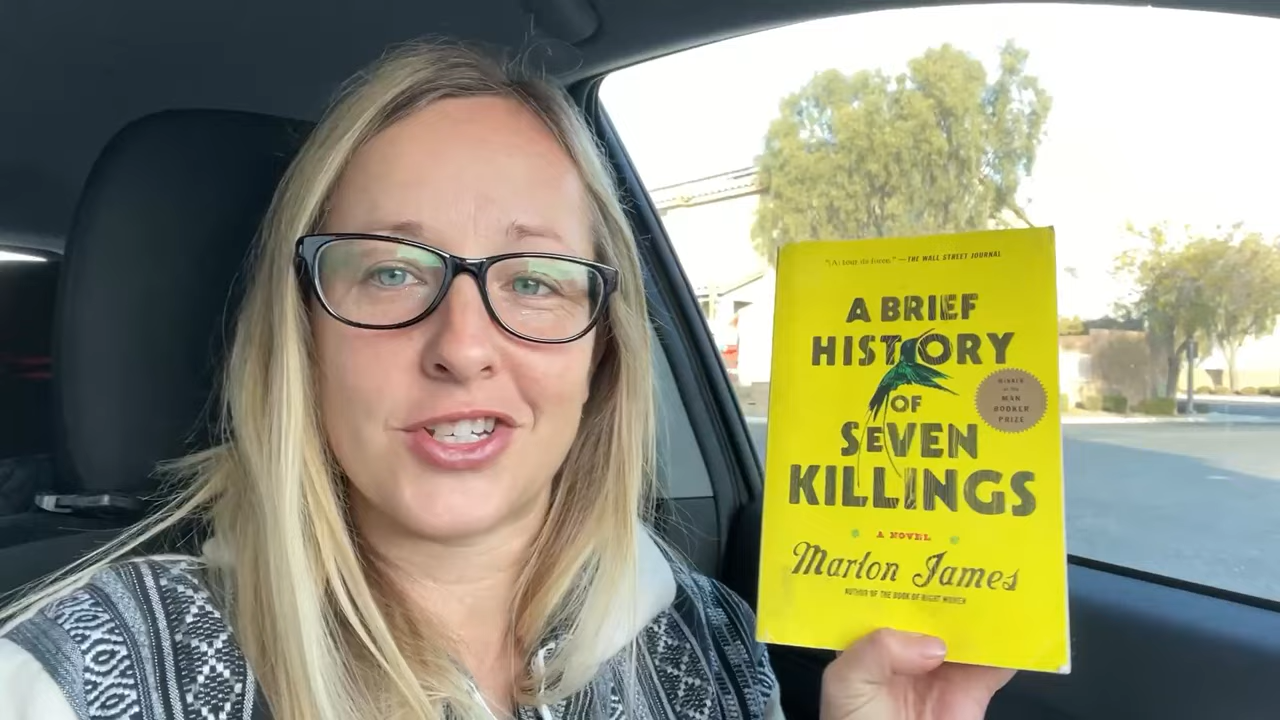 "(A) tour de force." —THE WALL STREET JOURNAL
A BRIEF
HISTORY
OF
SEVEN
KILLINGS
WINNER
OF THE
MAN
BOOKER
PRIZE
A NOVEL
Marlon James
AUTHOR OF THE BOOK OF NIGHT WOMEN